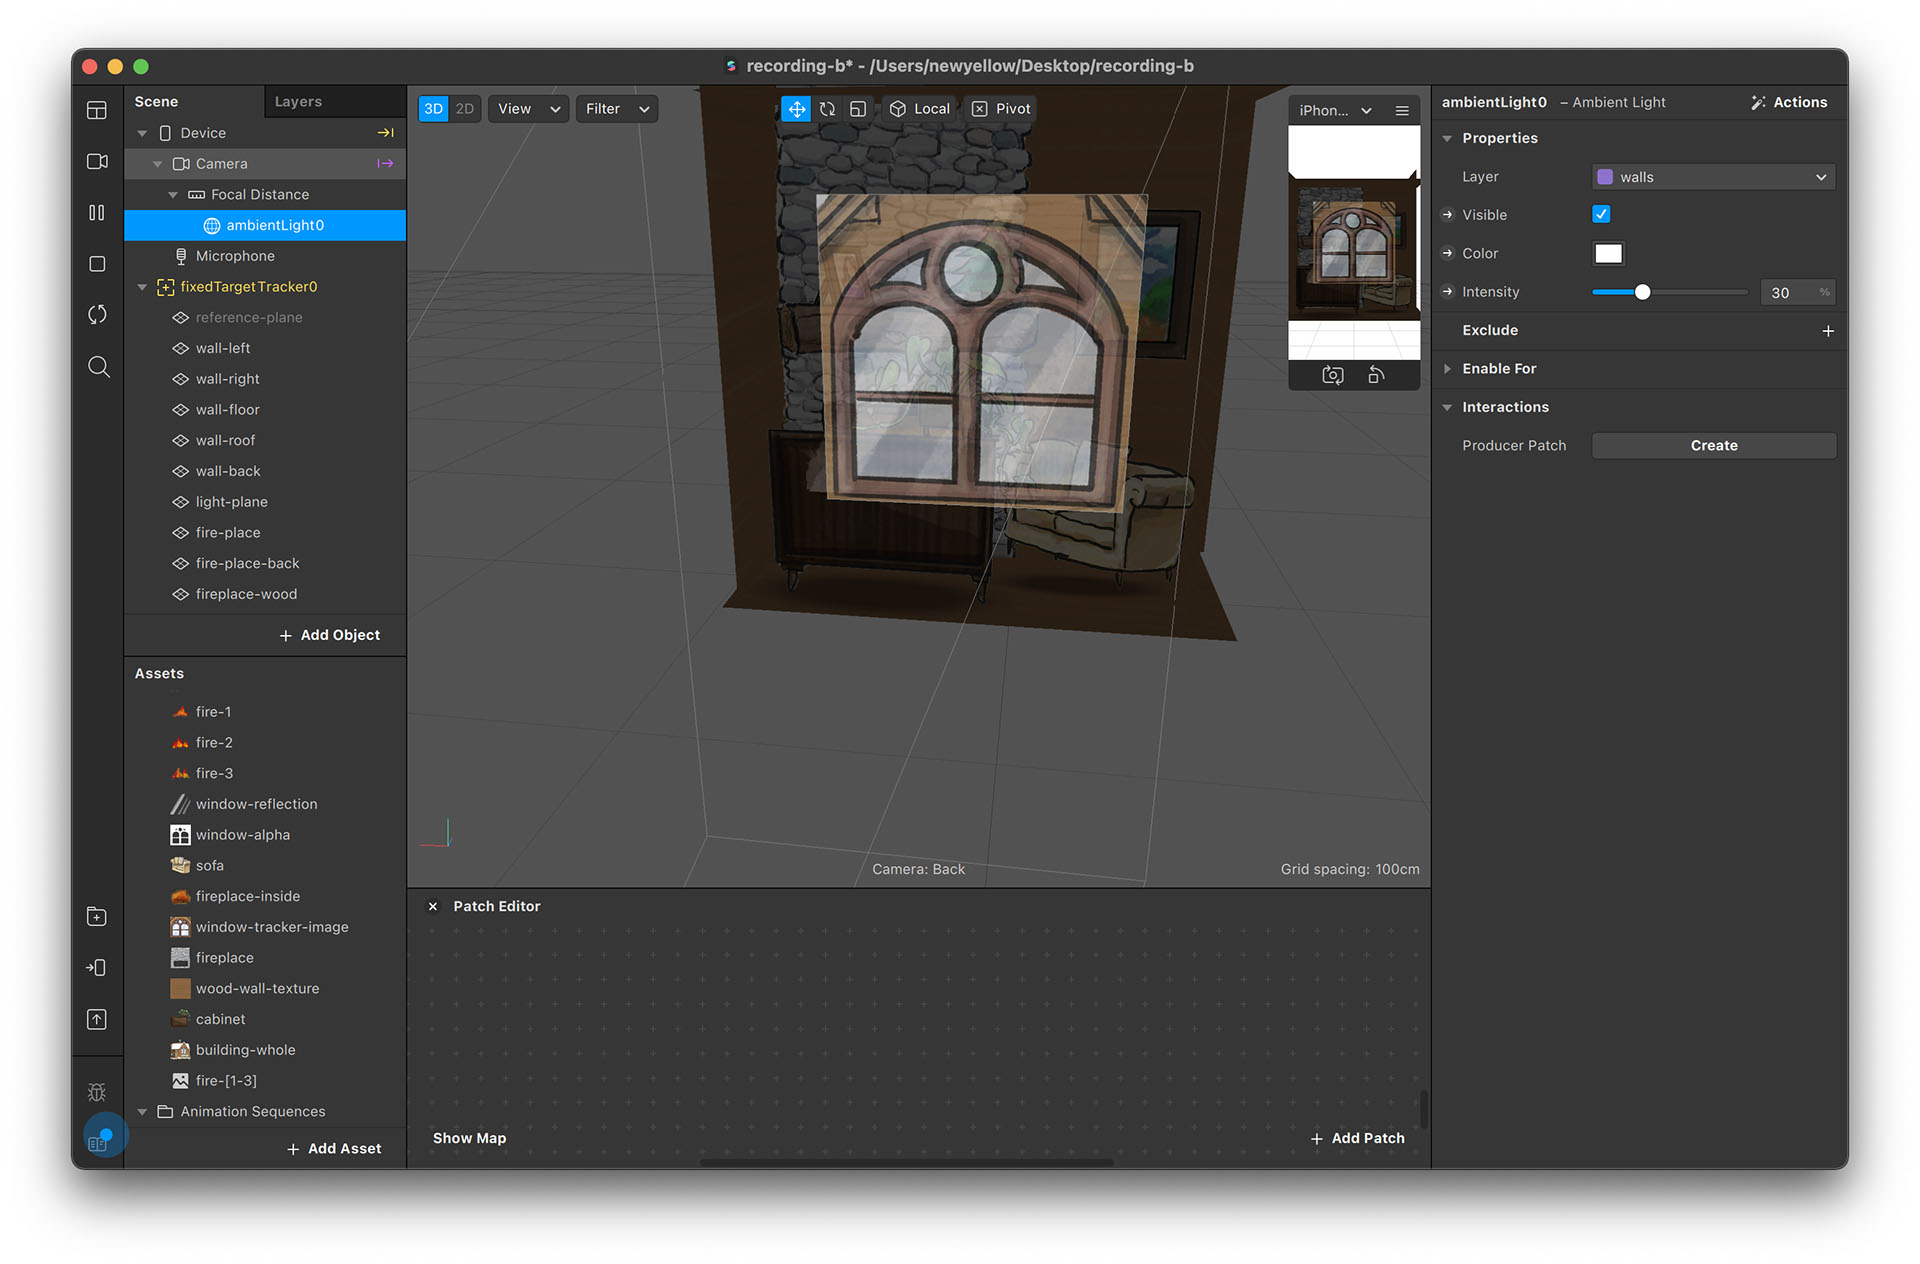 recording-b* - /Users/newyellow/Desktop/recording-b
Scene
Layers
Device
Camera
Focal Distance
ambientLight0
Microphone
fixedTargetTracker0
reference-plane
wall-left
wall-right
wall-floor
wall-roof
wall-back
light-plane
fire-place
fire-place-back
fireplace-wood
+ Add Object
Assets
fire-1
fire-2
fire-3
window-reflection
window-alpha
sofa
fireplace-inside
window-tracker-image
fireplace
wood-wall-texture
cabinet
building-whole
fire-[1-3]
Animation Sequences
+ Add Asset
3D 2D View Filter
Local Pivot
iPhon...
Camera: Back
Grid spacing: 100cm
Patch Editor
Show Map
+ Add Patch
ambientLight0 – Ambient Light
Actions
Properties
Layer walls
Visible
Color
Intensity 30 %
Exclude +
Enable For
Interactions
Producer Patch Create